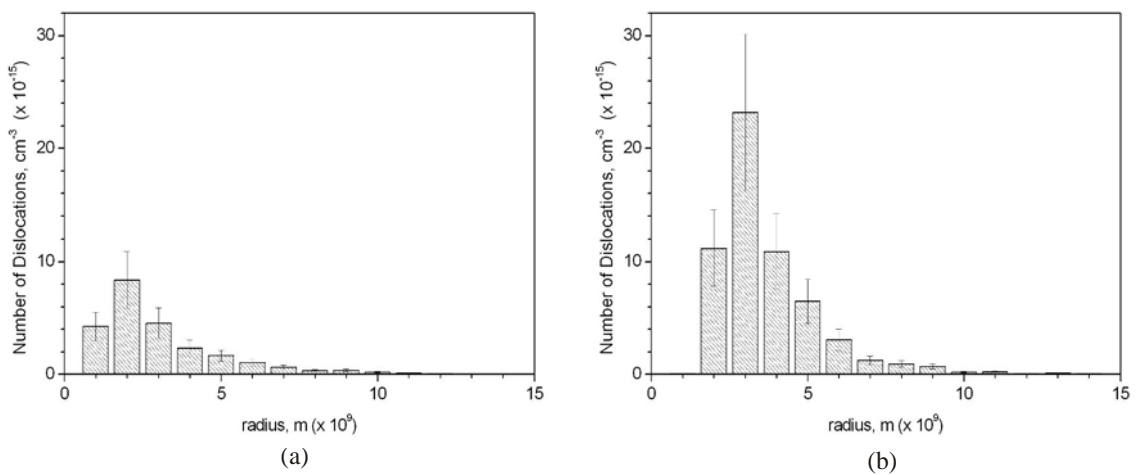 30
20
10
0
Number of Dislocations, cm⁻³ (x 10⁻¹⁵)
0 5 10 15
radius, m (x 10⁹)
(a)
30
20
10
0
Number of Dislocations, cm⁻³ (x 10⁻¹⁵)
0 5 10 15
radius, m (x 10⁹)
(b)